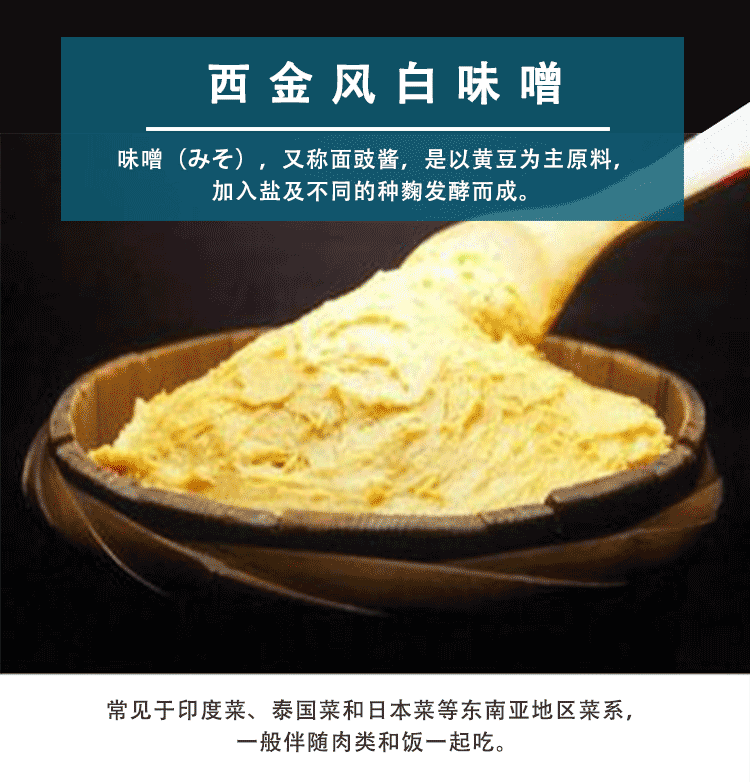 西金风白味噌
味噌（みそ），又称面豉酱，是以黄豆为主原料，
加入盐及不同的种麴发酵而成。
常见于印度菜、泰国菜和日本菜等东南亚地区菜系，
一般伴随肉类和饭一起吃。